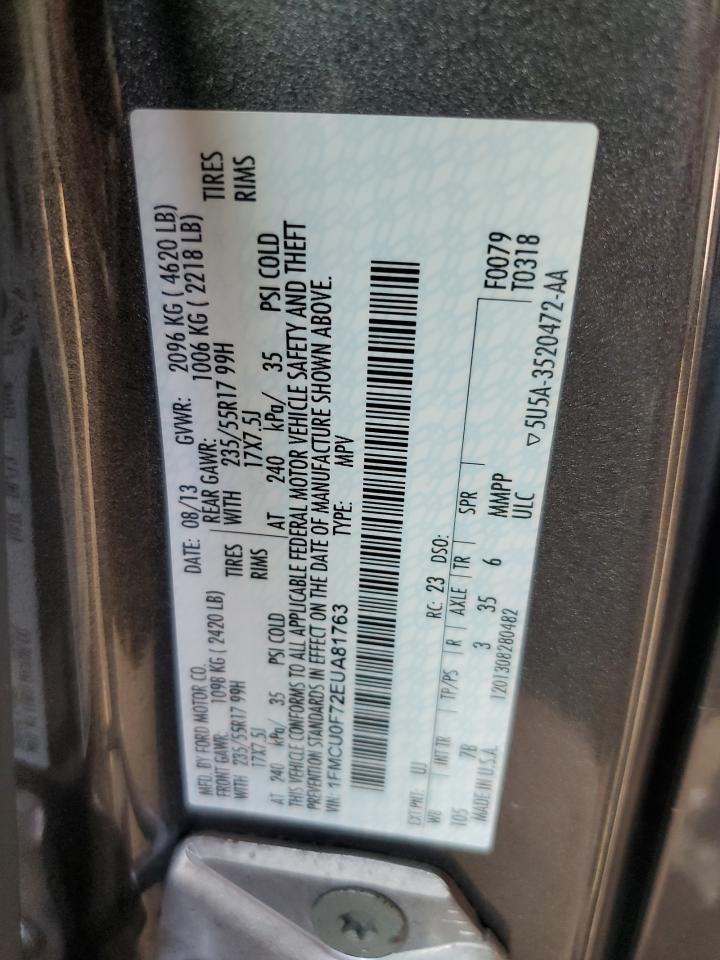 MFD. BY FORD MOTOR CO. DATE: 08/13 GVWR: 2096 KG ( 4620 LB)
FRONT GAWR: 1098 KG ( 2420 LB) REAR GAWR: 1006 KG ( 2218 LB)
WITH 235/55R17 99H TIRES WITH 235/55R17 99H TIRES
17X7.5J RIMS 17X7.5J RIMS
AT 240 kPa/ 35 PSI COLD AT 240 kPa/ 35 PSI COLD
THIS VEHICLE CONFORMS TO ALL APPLICABLE FEDERAL MOTOR VEHICLE SAFETY AND THEFT
PREVENTION STANDARDS IN EFFECT ON THE DATE OF MANUFACTURE SHOWN ABOVE.
VIN: 1FMCU0F72EUA81763 TYPE: MPV
EXT PNT: UJ RC: 23 DSO:
WB INT TR TP/PS R AXLE TR SPR F0079
105 7B 3 35 6 MMPP T0318
MADE IN U.S.A. 1201308280482 ULC
5U5A-3520472-AA